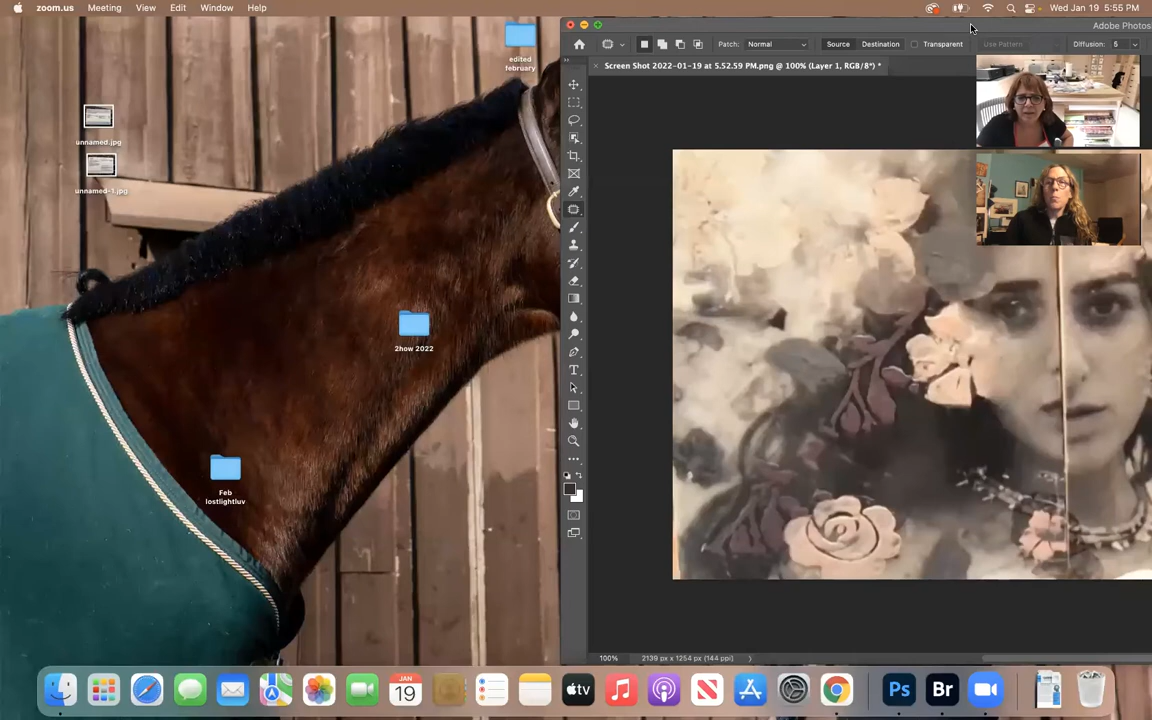 zoom.us Meeting View Edit Window Help Wed Jan 19 5:55 PM
Adobe Photos
Patch: Normal Source Destination Transparent Use Pattern Diffusion: 5
× Screen Shot 2022-01-19 at 5.52.59 PM.png @ 100% (Layer 1, RGB/8*) *
edited
february
unnamed.jpg
unnamed-1.jpg
2how 2022
Feb
lostlightluv
T
100% 2139 px x 1254 px (144 ppi) >
JAN
19
tv
Ps
Br